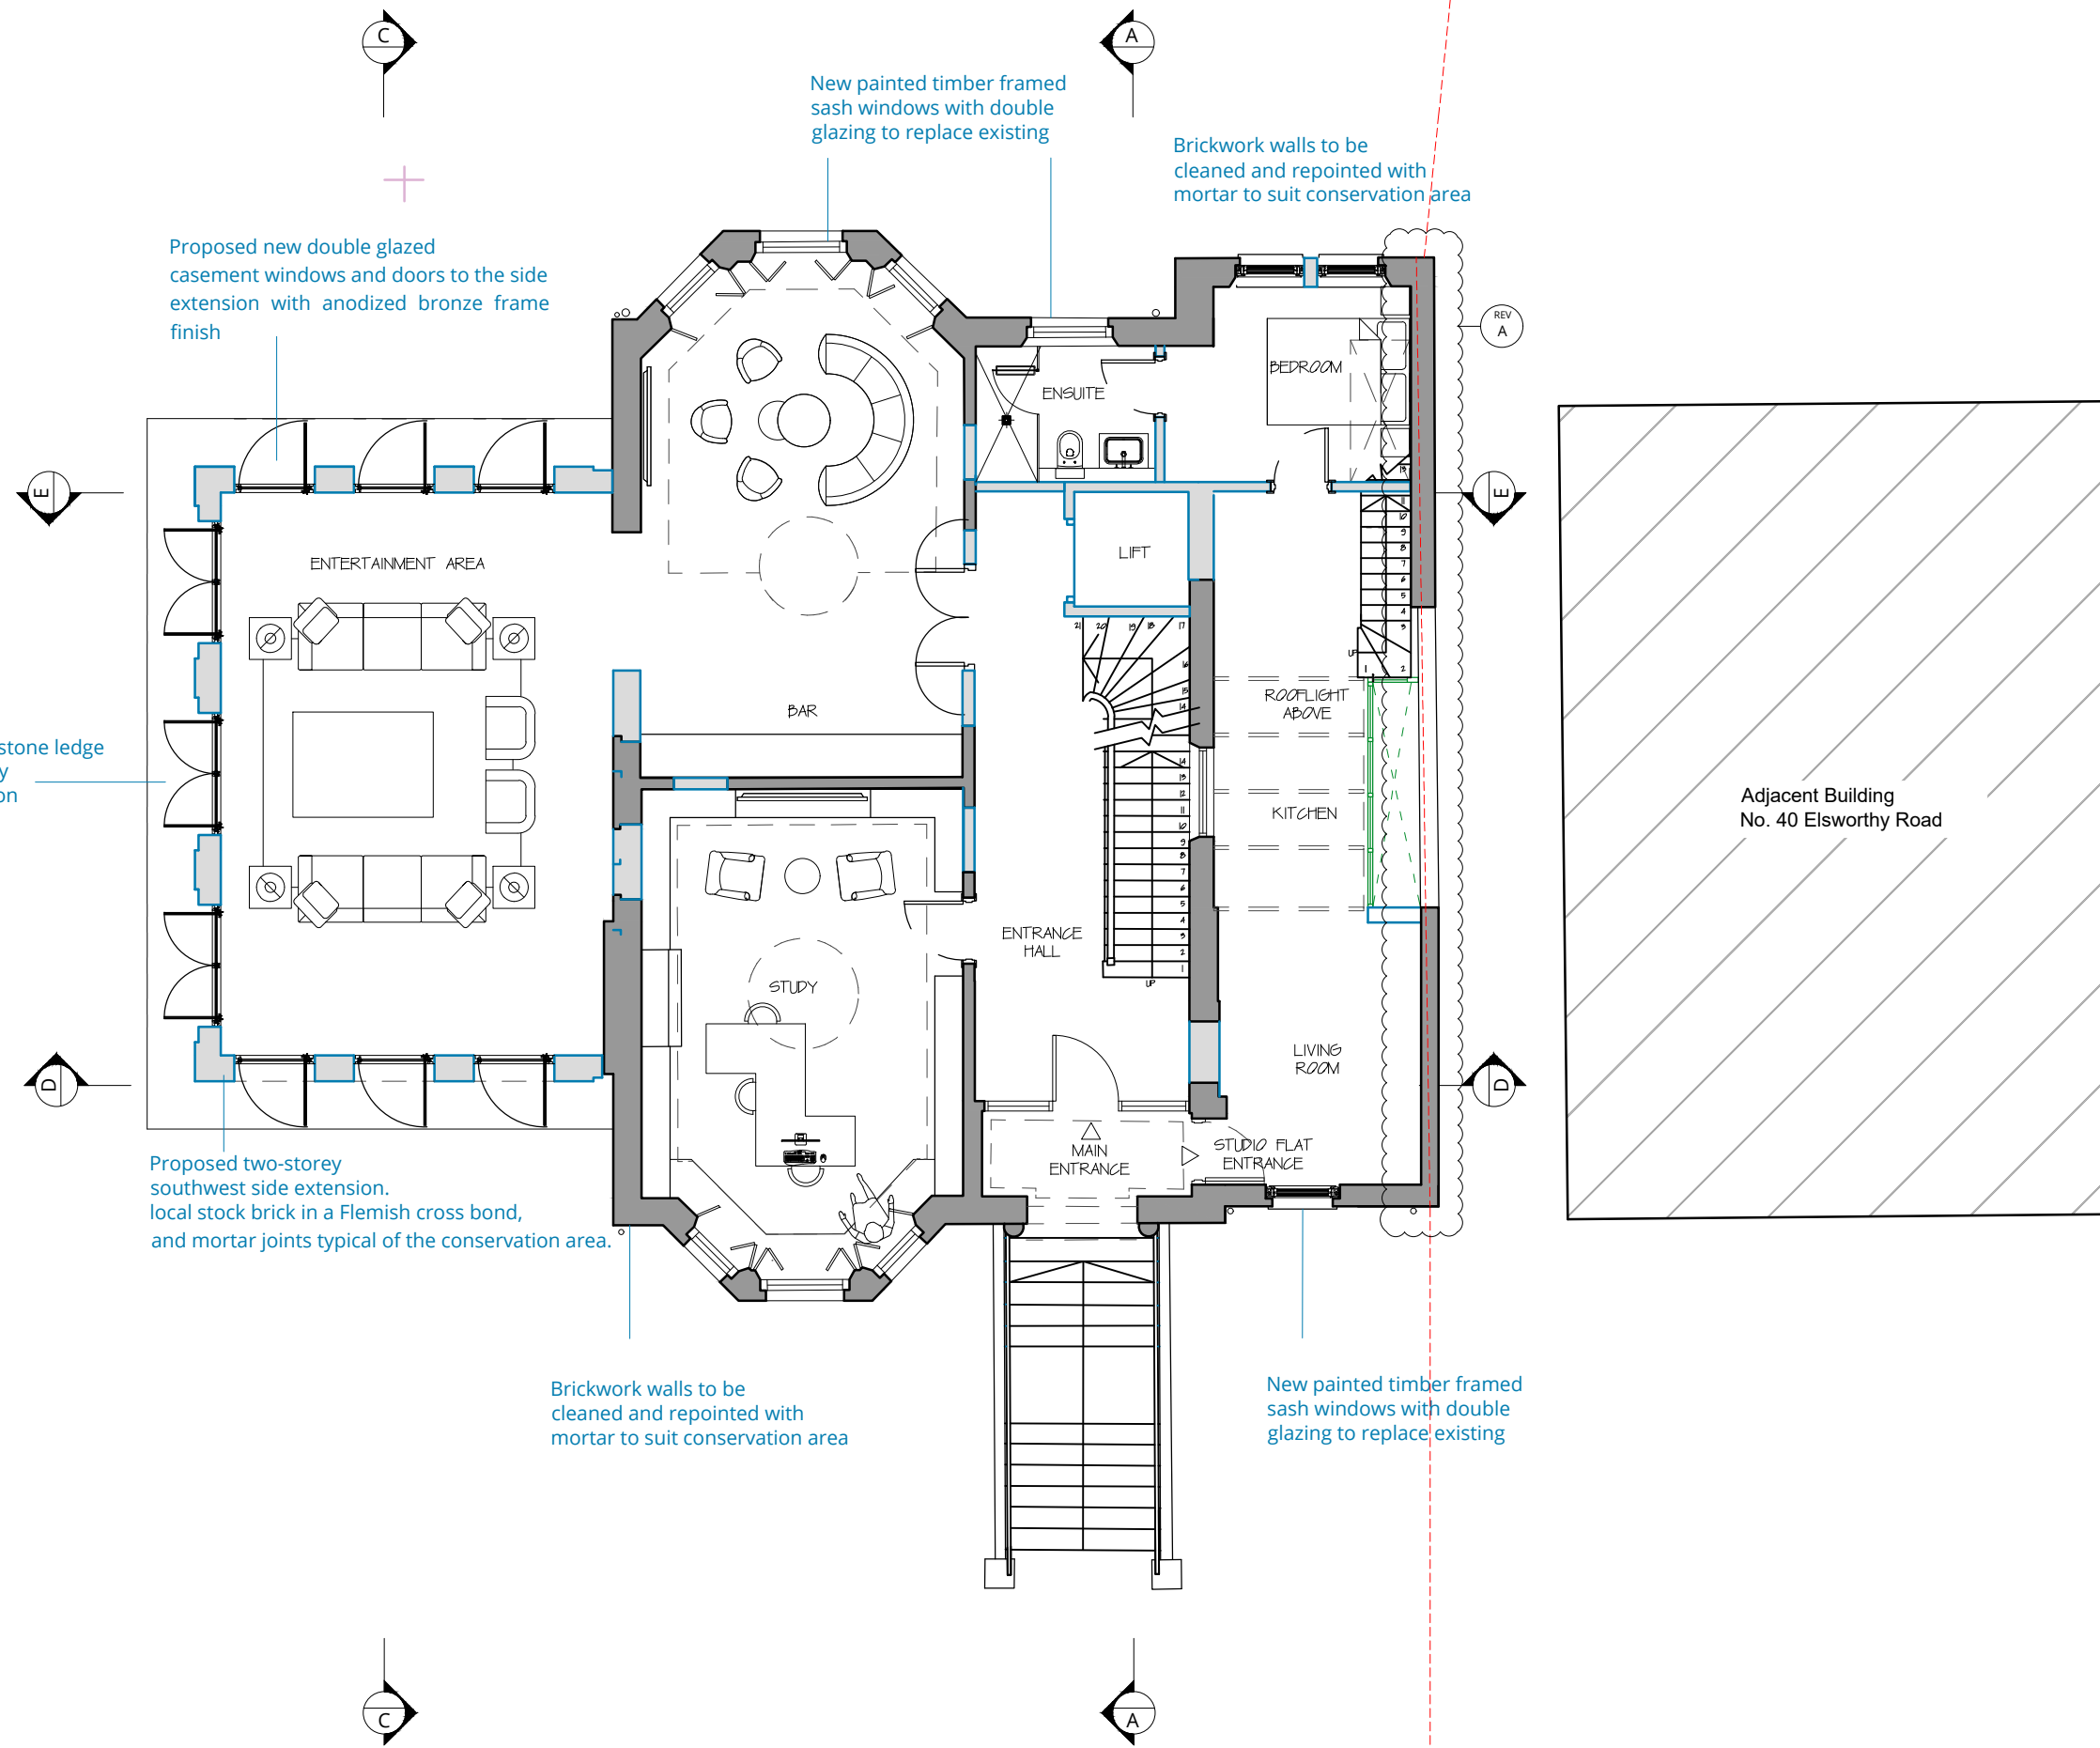 C
A
New painted timber framed
sash windows with double
glazing to replace existing
Brickwork walls to be
cleaned and repointed with
mortar to suit conservation area
Proposed new double glazed
casement windows and doors to the side
extension with anodized bronze frame
finish
REV
A
BEDROOM
ENSUITE
E
E
ENTERTAINMENT AREA
LIFT
BAR
ROOFLIGHT
ABOVE
stone ledge
y
on
KITCHEN
Adjacent Building
No. 40 Elsworthy Road
ENTRANCE
HALL
STUDY
UP
UP
LIVING
ROOM
D
D
MAIN
ENTRANCE
STUDIO FLAT
ENTRANCE
Proposed two-storey
southwest side extension.
local stock brick in a Flemish cross bond,
and mortar joints typical of the conservation area.
Brickwork walls to be
cleaned and repointed with
mortar to suit conservation area
New painted timber framed
sash windows with double
glazing to replace existing
C
A